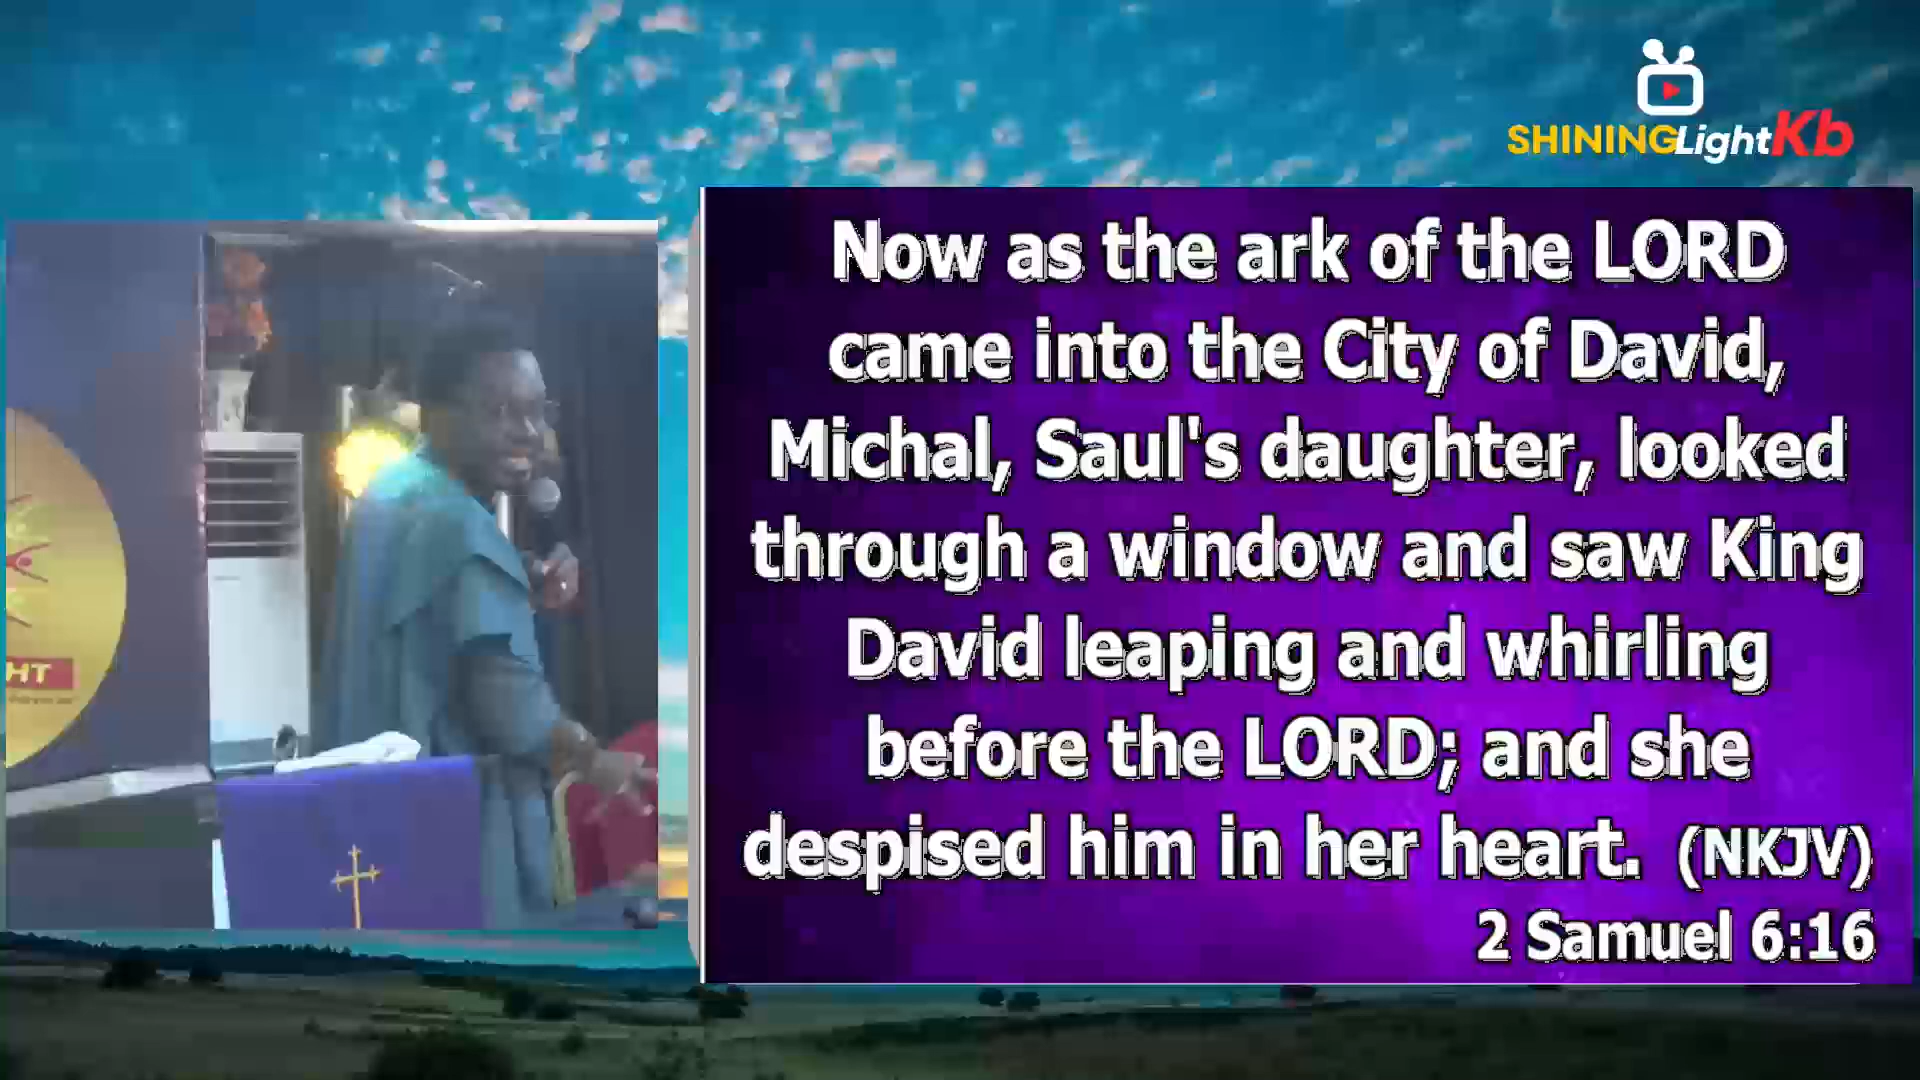 SHININGLightKb
Now as the ark of the LORD
came into the City of David,
Michal, Saul's daughter, looked
through a window and saw King
David leaping and whirling
before the LORD; and she
despised him in her heart. (NKJV)
2 Samuel 6:16
HT